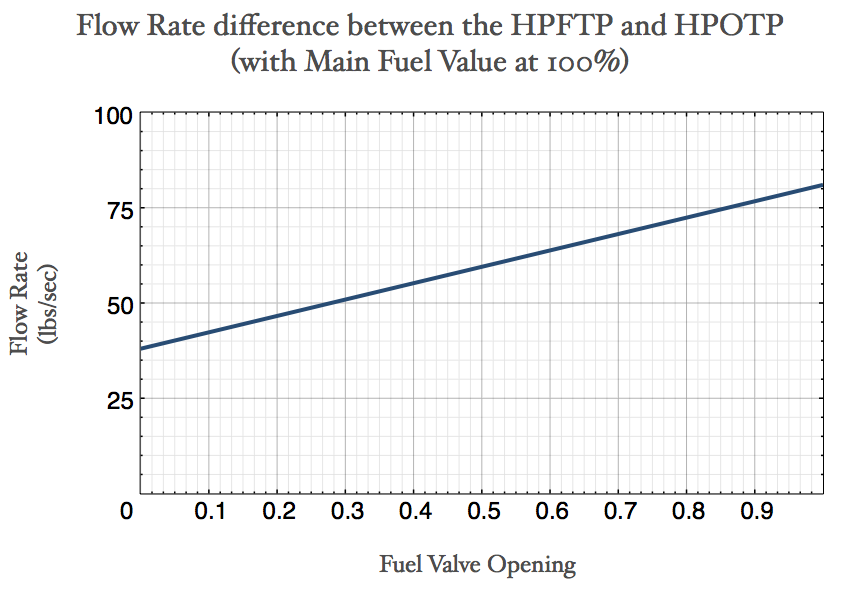 Flow Rate difference between the HPFTP and HPOTP
(with Main Fuel Value at 100%)
100
75
50
25
0
Flow Rate
(lbs/sec)
0.1 0.2 0.3 0.4 0.5 0.6 0.7 0.8 0.9
Fuel Valve Opening